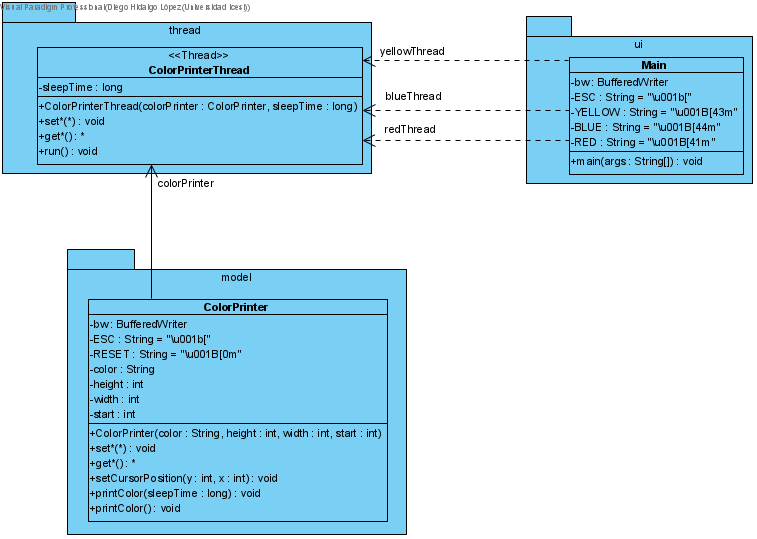 Visual Paradigm Professional(Diego Hidalgo López(Universidad Icesi))
thread
<<Thread>>
ColorPrinterThread
-sleepTime : long
+ColorPrinterThread(colorPrinter : ColorPrinter, sleepTime : long)
+set*(*) : void
+get*() : *
+run() : void
yellowThread
blueThread
redThread
ui
Main
-bw : BufferedWriter
-ESC : String = "\u001b["
-YELLOW : String = "\u001B[43m"
-BLUE : String = "\u001B[44m"
-RED : String = "\u001B[41m"
+main(args : String[]) : void
colorPrinter
model
ColorPrinter
-bw : BufferedWriter
-ESC : String = "\u001b["
-RESET : String = "\u001B[0m"
-color : String
-height : int
-width : int
-start : int
+ColorPrinter(color : String, height : int, width : int, start : int)
+set*(*) : void
+get*() : *
+setCursorPosition(y : int, x : int) : void
+printColor(sleepTime : long) : void
+printColor() : void